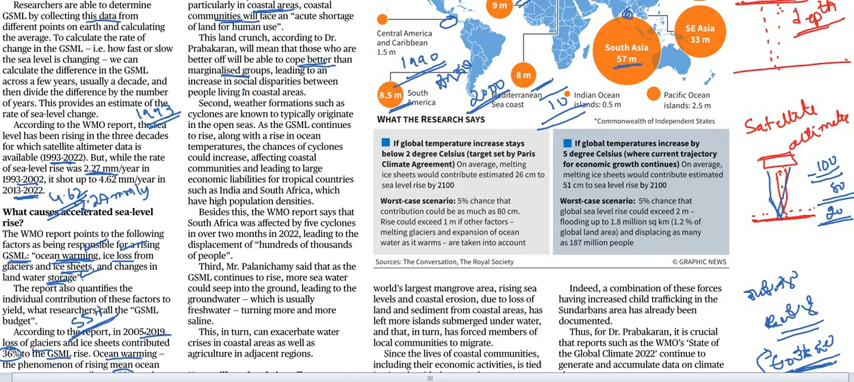 Researchers are able to determine
GSML by collecting this data from
different points on earth and calculating
the average. To calculate the rate of
change in the GSML – i.e. how fast or slow
the sea level is changing – we can
calculate the difference in the GSML
across a few years, usually a decade, and
then divide the difference by the number
of years. This provides an estimate of the
rate of sea-level change.
1993
According to the WMO report, the sea
level has been rising in the three decades
for which satellite altimeter data is
available (1993-2022). But, while the rate
of sea-level rise was 2.27 mm/year in
1993-2002, it shot up to 4.62 mm/year in
2013-2022.
4.62
What causes accelerated sea-level
rise?
The WMO report points to the following
factors as being responsible for a rising
GSML: “ocean warming, ice loss from
glaciers and ice sheets, and changes in
land water storage”.
The report also quantifies the
individual contribution of these factors to
yield, what researchers call the “GSML
budget”.
55%
According to the report, in 2005-2019,
loss of glaciers and ice sheets contributed
36% to the GSML rise. Ocean warming –
the phenomenon of rising mean ocean
particularly in coastal areas, coastal
communities will face an “acute shortage
of land for human use”.
This land crunch, according to Dr.
Prabakaran, will mean that those who are
better off will be able to cope better than
marginalised groups, leading to an
increase in social disparities between
people living in coastal areas.
Second, weather formations such as
cyclones are known to typically originate
in the open seas. As the GSML continues
to rise, along with a rise in ocean
temperatures, the chances of cyclones
could increase, affecting coastal
communities and leading to large
economic liabilities for tropical countries
such as India and South Africa, which
have high population densities.
Besides this, the WMO report says that
South Africa was affected by five cyclones
in over two months in 2022, leading to the
displacement of “hundreds of thousands
of people”.
Third, Mr. Palanichamy said that as the
GSML continues to rise, more sea water
could seep into the ground, leading to the
groundwater – which is usually
freshwater – turning more and more
saline.
This, in turn, can exacerbate water
crises in coastal areas as well as
agriculture in adjacent regions.
9 m
Central America
and Caribbean
1.5 m
1990
2000
10
8.5 m
South
America
8 m
Mediterranean
Sea coast
South Asia
57 m
SE Asia
33 m
Indian Ocean
islands: 0.5 m
Pacific Ocean
islands: 2.5 m
WHAT THE RESEARCH SAYS
*Commonwealth of Independent States
If global temperature increase stays
below 2 degree Celsius (target set by Paris
Climate Agreement) On average, melting
ice sheets would contribute estimated 26 cm to
sea level rise by 2100
Worst-case scenario: 5% chance that
contribution could be as much as 80 cm.
Rise could exceed 1 m if other factors –
melting glaciers and expansion of ocean
water as it warms – are taken into account
If global temperatures increase by
5 degree Celsius (where current trajectory
for economic growth continues) On average,
melting ice sheets would contribute estimated
51 cm to sea level rise by 2100
Worst-case scenario: 5% chance that
global sea level rise could exceed 2 m –
flooding up to 1.8 million sq km (1.2 % of
global land area) and displacing as many
as 187 million people
Sources: The Conversation, The Royal Society
© GRAPHIC NEWS
world’s largest mangrove area, rising sea
levels and coastal erosion, due to loss of
land and sediment from coastal areas, has
left more islands submerged under water,
and that, in turn, has forced members of
local communities to migrate.
Since the lives of coastal communities,
including their economic activities, is tied
Indeed, a combination of these forces
having increased child trafficking in the
Sundarbans area has already been
documented.
Thus, for Dr. Prabakaran, it is crucial
that reports such as the WMO’s ‘State of
the Global Climate 2022’ continue to
generate and accumulate data on climate
depth
Satellite
altimeter
100
80
20